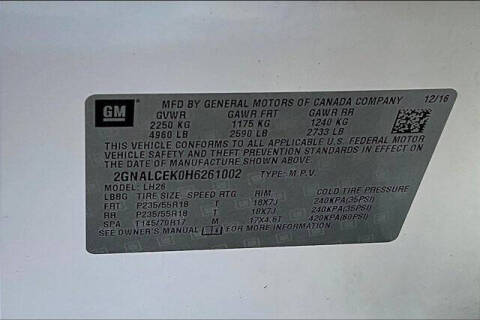 GM
MFD BY GENERAL MOTORS OF CANADA COMPANY 12/16
GVWR GAWR FRT GAWR RR
2250 KG 1175 KG 1240 KG
4960 LB 2590 LB 2733 LB
THIS VEHICLE CONFORMS TO ALL APPLICABLE U.S. FEDERAL MOTOR
VEHICLE SAFETY AND THEFT PREVENTION STANDARDS IN EFFECT ON
THE DATE OF MANUFACTURE SHOWN ABOVE.
2GNALCEK0H6261002 TYPE: M.P.V.
MODEL: LH26
TIRE SIZE SPEED RTG RIM COLD TIRE PRESSURE
FRT P235/55R18 T 18X7J 240KPA(35PSI)
RR P235/55R18 T 18X7J 240KPA(35PSI)
SPA T145/70R17 M 17X4.5T 420KPA(60PSI)
SEE OWNER'S MANUAL FOR MORE INFORMATION